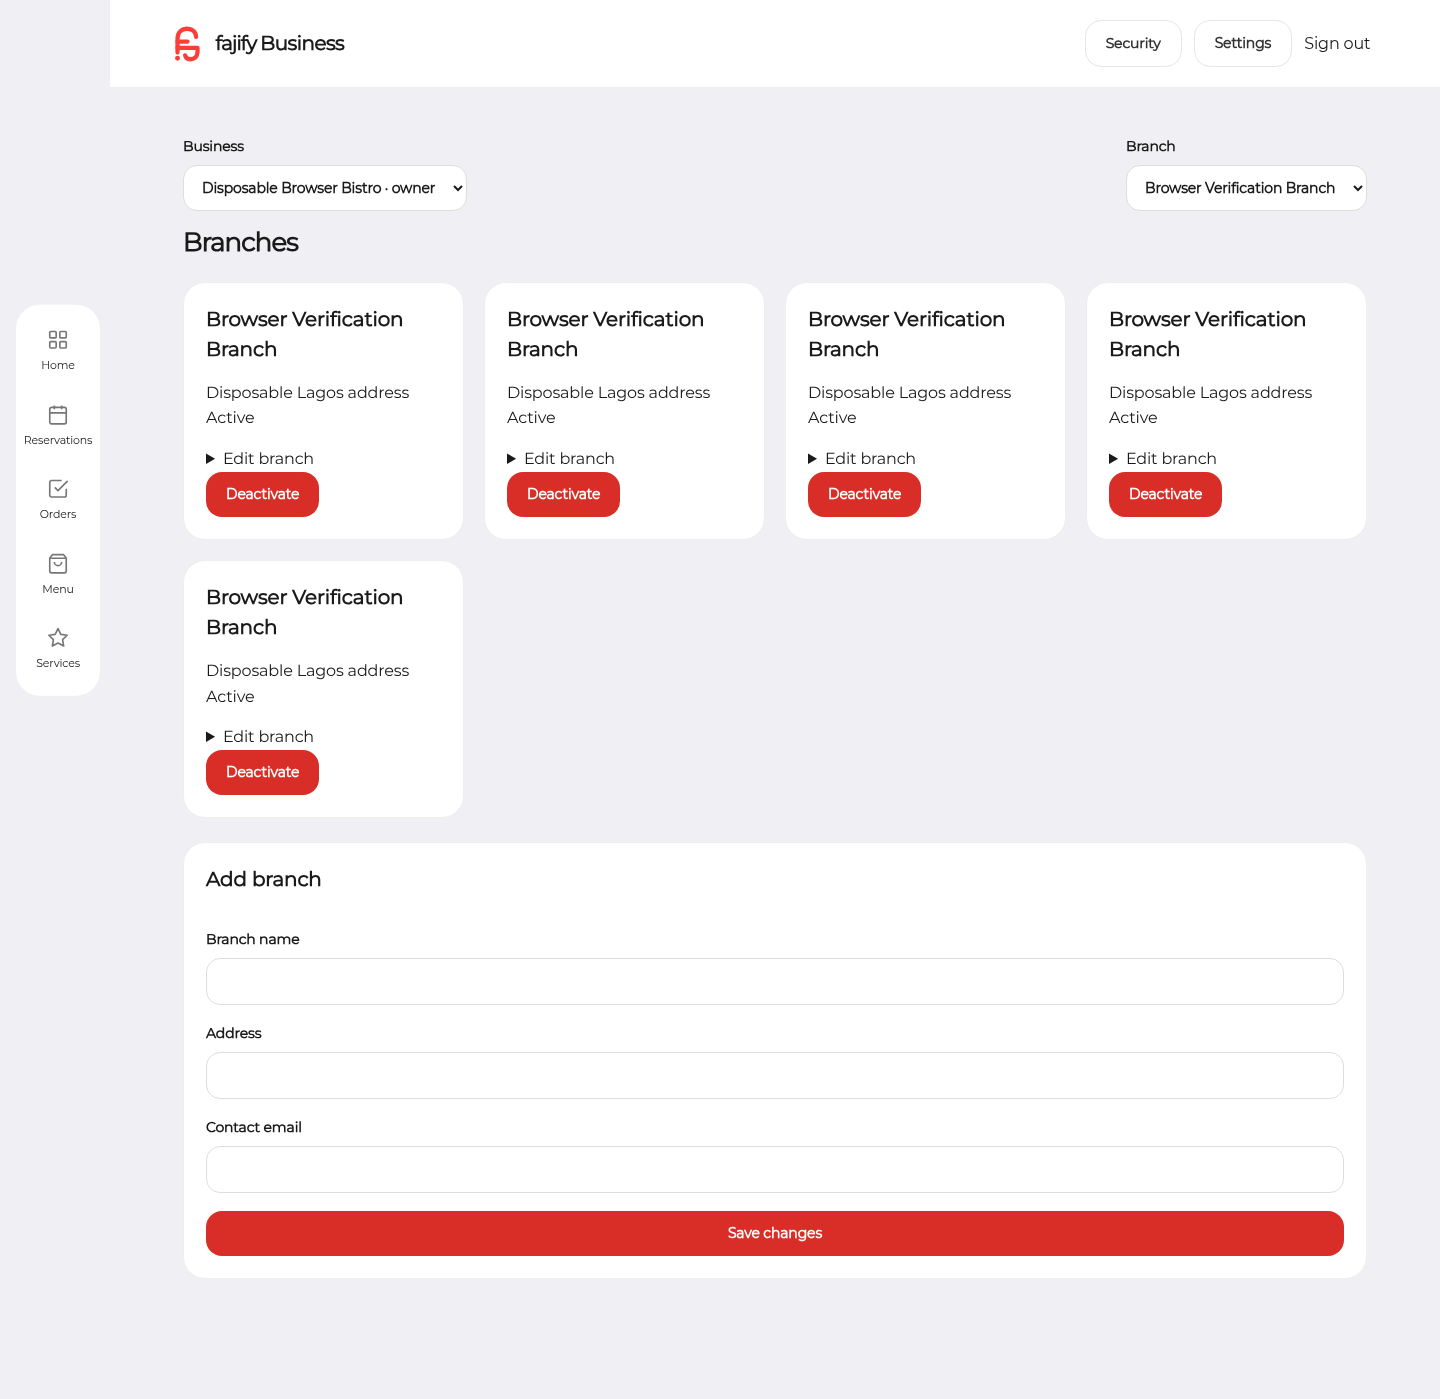 fajify Business
Security
Settings
Sign out
Business
Branch
Disposable Browser Bistro · owner
Browser Verification Branch
Branches
Browser Verification
Branch
Disposable Lagos address
Active
Edit branch
Deactivate
Browser Verification
Branch
Disposable Lagos address
Active
Edit branch
Deactivate
Browser Verification
Branch
Disposable Lagos address
Active
Edit branch
Deactivate
Browser Verification
Branch
Disposable Lagos address
Active
Edit branch
Deactivate
Home
Reservations
Orders
Menu
Services
Browser Verification
Branch
Disposable Lagos address
Active
Edit branch
Deactivate
Add branch
Branch name
Address
Contact email
Save changes